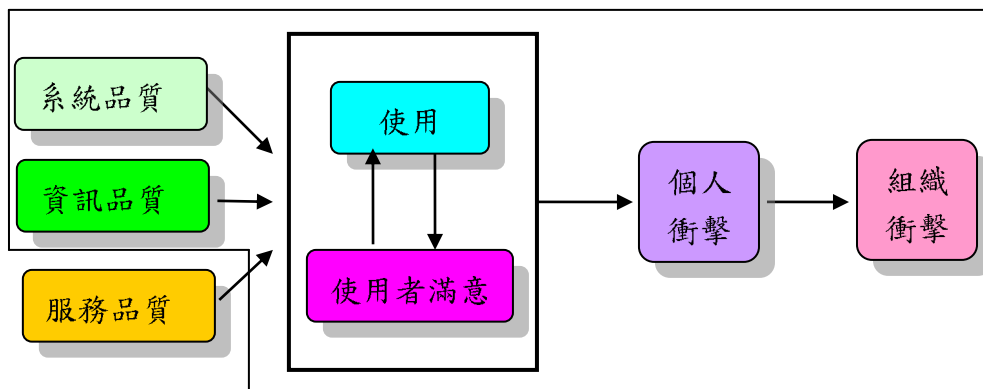 系統品質
資訊品質
服務品質
使用
使用者滿意
個人
衝擊
組織
衝擊